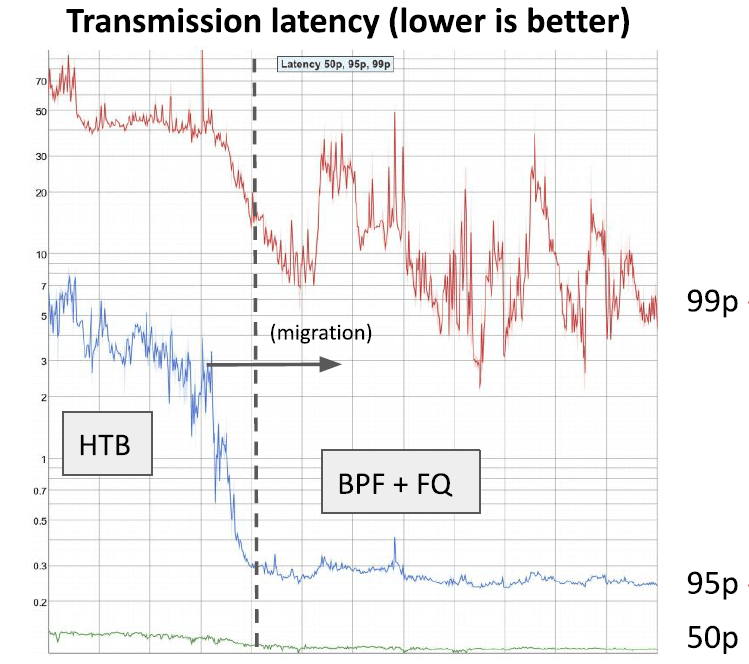 Transmission latency (lower is better)
Latency 50p, 95p, 99p
70
50
30
20
10
7
5
3
2
1
0.7
0.5
0.3
0.2
(migration)
HTB
BPF + FQ
99p
95p
50p